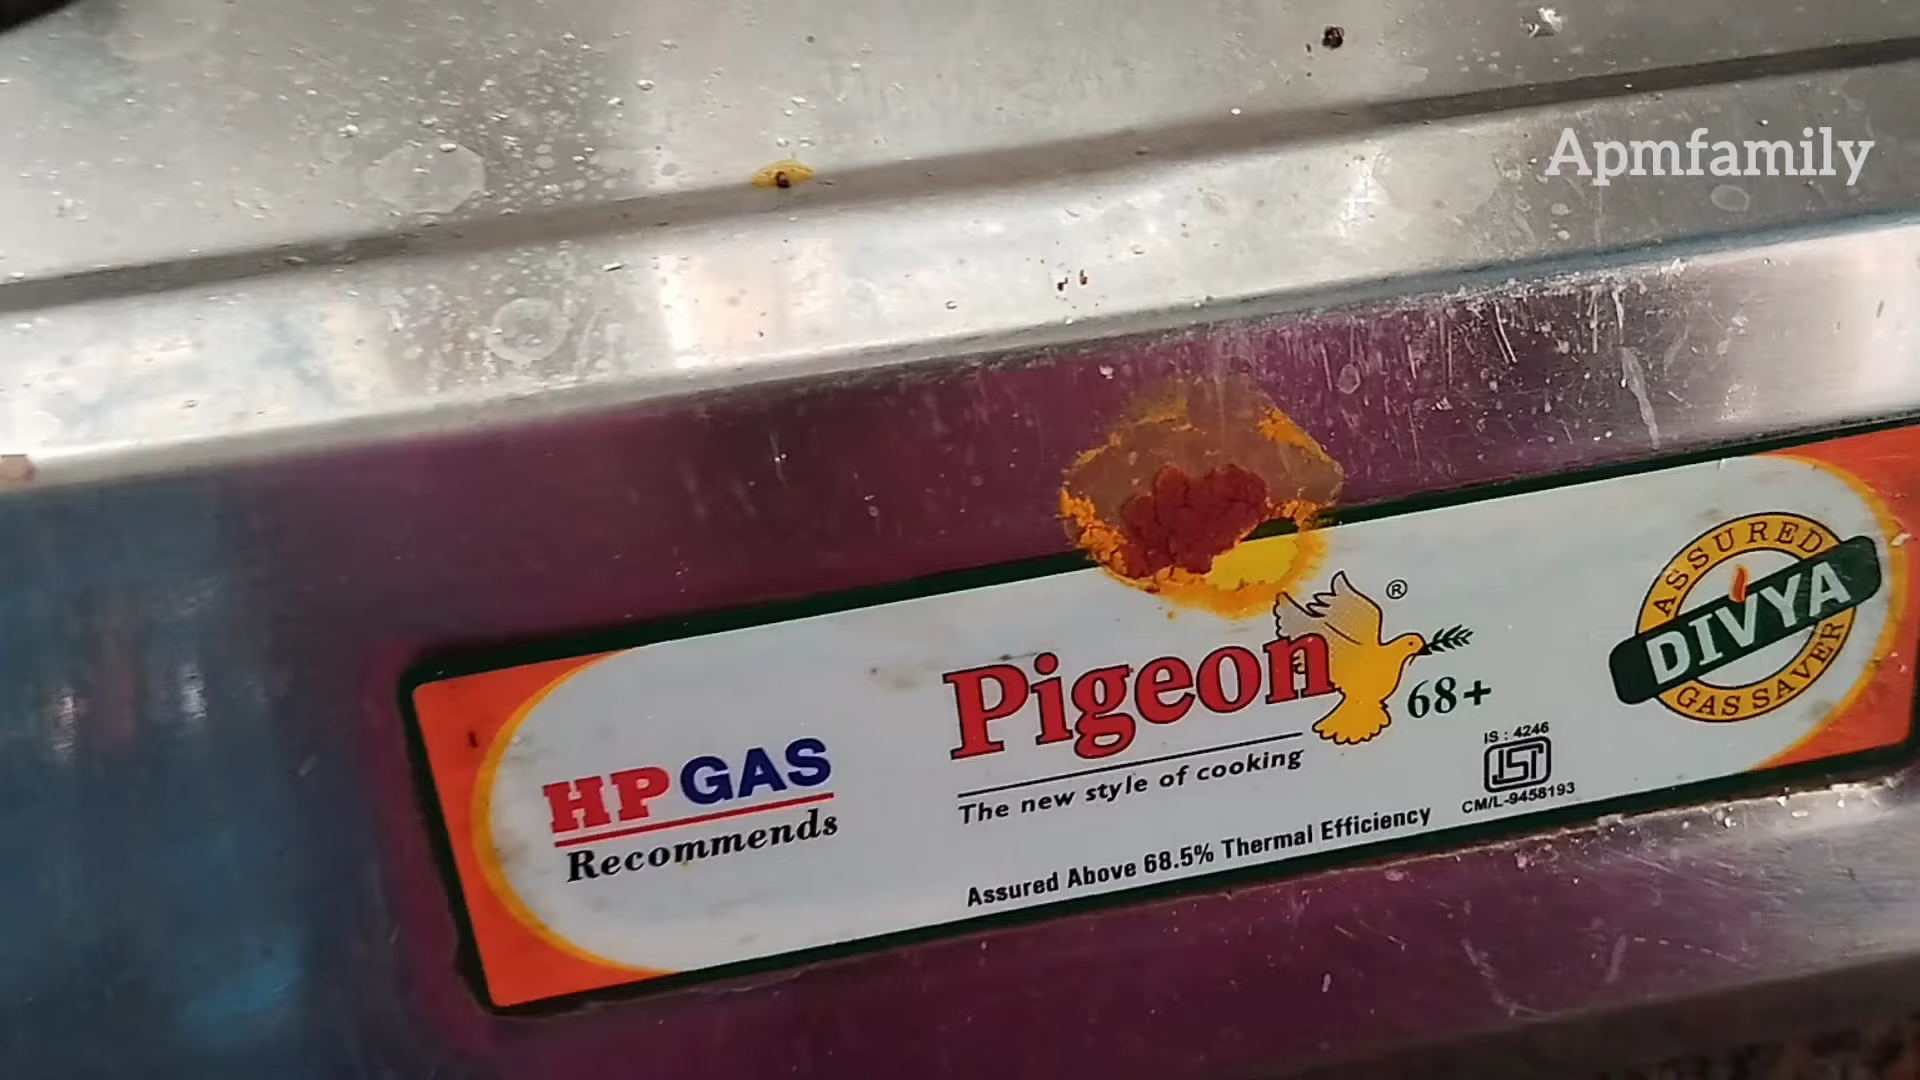 Apmfamily
HP GAS
Recommends
Pigeon ®
68+
The new style of cooking
Assured Above 68.5% Thermal Efficiency
IS : 4246
ISI
CM/L-9458193
ASSURED
DIVYA
GAS SAVER